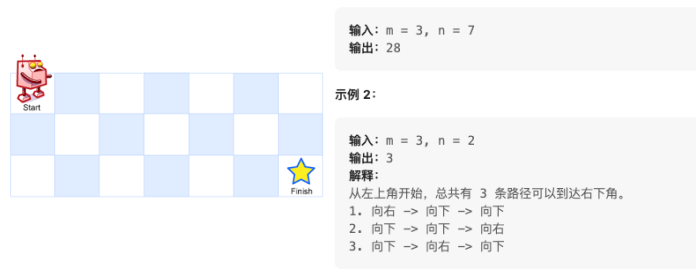 Start
Finish
输入：m = 3, n = 7
输出：28
示例 2：
输入：m = 3, n = 2
输出：3
解释：
从左上角开始，总共有 3 条路径可以到达右下角。
1. 向右 -> 向下 -> 向下
2. 向下 -> 向下 -> 向右
3. 向下 -> 向右 -> 向下